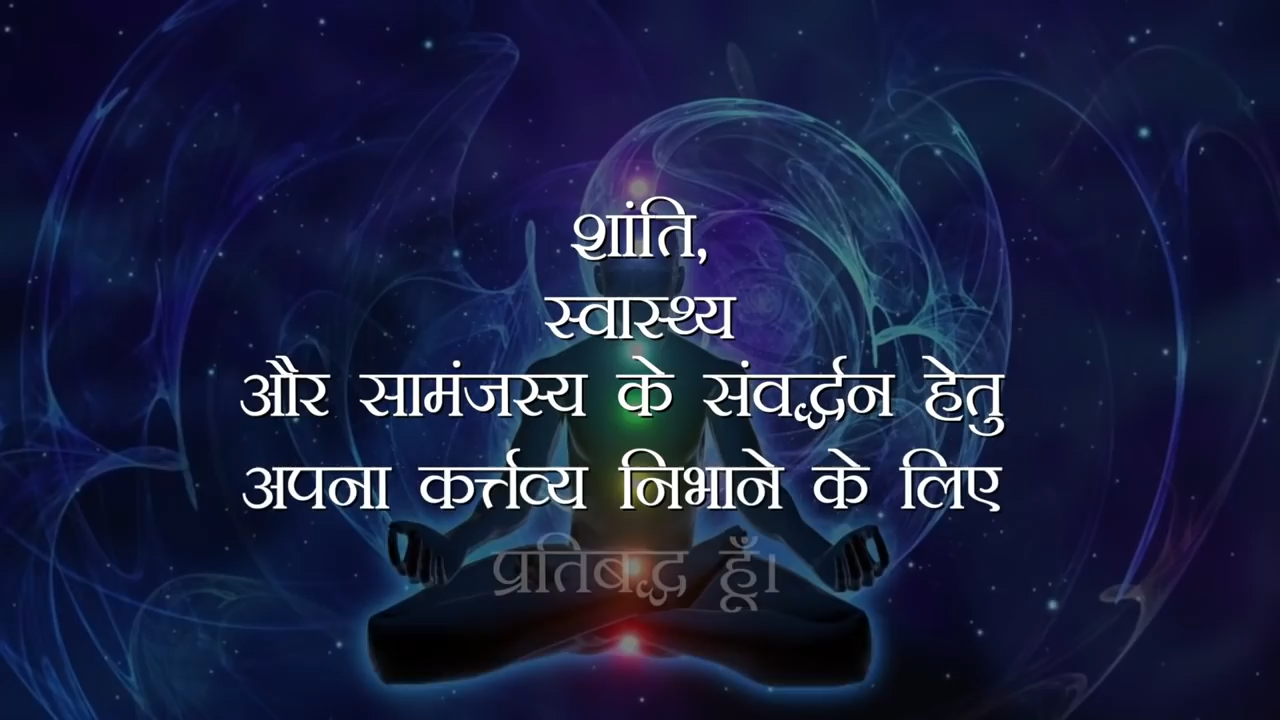 शांति,
स्वास्थ्य
और सामंजस्य के संवर्द्धन हेतु
अपना कर्त्तव्य निभाने के लिए
प्रतिबद्ध हूँ।